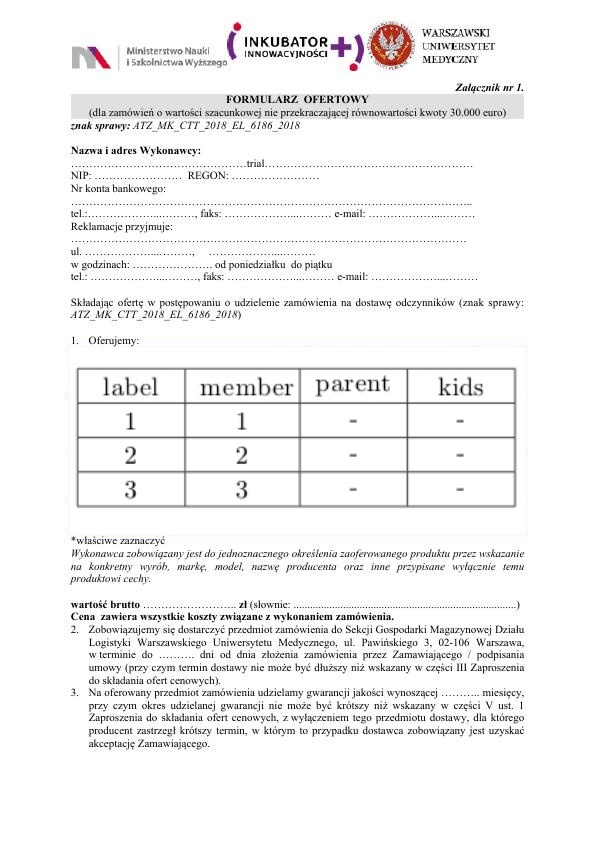 Ministerstwo Nauki
i Szkolnictwa Wyższego
INKUBATOR
INNOWACYJNOŚCI
WARSZAWSKI
UNIWERSYTET
MEDYCZNY
Załącznik nr 1.
FORMULARZ OFERTOWY
(dla zamówień o wartości szacunkowej nie przekraczającej równowartości kwoty 30.000 euro)
znak sprawy: ATZ_MK_CTT_2018_EL_6186_2018
Nazwa i adres Wykonawcy:
…………………………………………trial…………………………………………………
NIP: …………………… REGON: ……………………
Nr konta bankowego:
…………………………………………………………………………………………………..
tel.:………………....………, faks: ………………....……… e-mail: ………………....………
Reklamacje przyjmuje:
…………………………………………………………………………………………………
ul. ………………....………, ………………....………
w godzinach: …………………. od poniedziałku do piątku
tel.: ………………....………, faks: ………………....……… e-mail: ………………....………
Składając ofertę w postępowaniu o udzielenie zamówienia na dostawę odczynników (znak sprawy:
ATZ_MK_CTT_2018_EL_6186_2018)
1. Oferujemy:
label member parent kids
1 1 - -
2 2 - -
3 3 - -
*właściwe zaznaczyć
Wykonawca zobowiązany jest do jednoznacznego określenia zaoferowanego produktu przez wskazanie
na konkretny wyrób, markę, model, nazwę producenta oraz inne przypisane wyłącznie temu
produktowi cechy.
wartość brutto …………………….. zł (słownie: ................................................................................)
Cena zawiera wszystkie koszty związane z wykonaniem zamówienia.
2. Zobowiązujemy się dostarczyć przedmiot zamówienia do Sekcji Gospodarki Magazynowej Działu
Logistyki Warszawskiego Uniwersytetu Medycznego, ul. Pawińskiego 3, 02-106 Warszawa,
w terminie do ………. dni od dnia złożenia zamówienia przez Zamawiającego / podpisania
umowy (przy czym termin dostawy nie może być dłuższy niż wskazany w części III Zaproszenia
do składania ofert cenowych).
3. Na oferowany przedmiot zamówienia udzielamy gwarancji jakości wynoszącej ……….. miesięcy,
przy czym okres udzielanej gwarancji nie może być krótszy niż wskazany w części V ust. 1
Zaproszenia do składania ofert cenowych, z wyłączeniem tego przedmiotu dostawy, dla którego
producent zastrzegł krótszy termin, w którym to przypadku dostawca zobowiązany jest uzyskać
akceptację Zamawiającego.